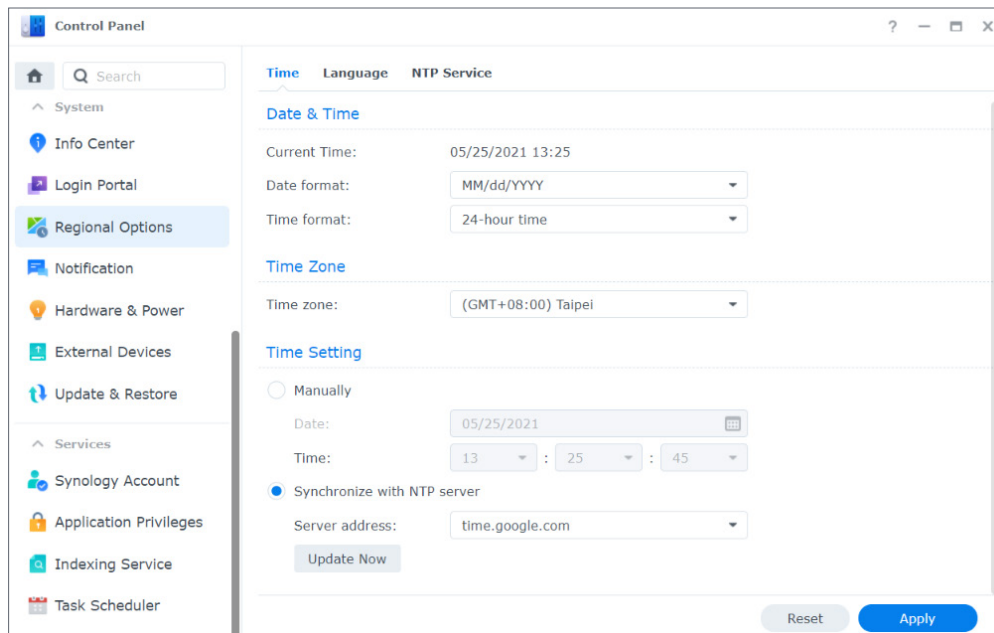 Control Panel
?
Search
System
Info Center
Login Portal
Regional Options
Notification
Hardware & Power
External Devices
Update & Restore
Services
Synology Account
Application Privileges
Indexing Service
Task Scheduler
Time Language NTP Service
Date & Time
Current Time: 05/25/2021 13:25
Date format: MM/dd/YYYY
Time format: 24-hour time
Time Zone
Time zone: (GMT+08:00) Taipei
Time Setting
Manually
Date: 05/25/2021
Time: 13 : 25 : 45
Synchronize with NTP server
Server address: time.google.com
Update Now
Reset Apply